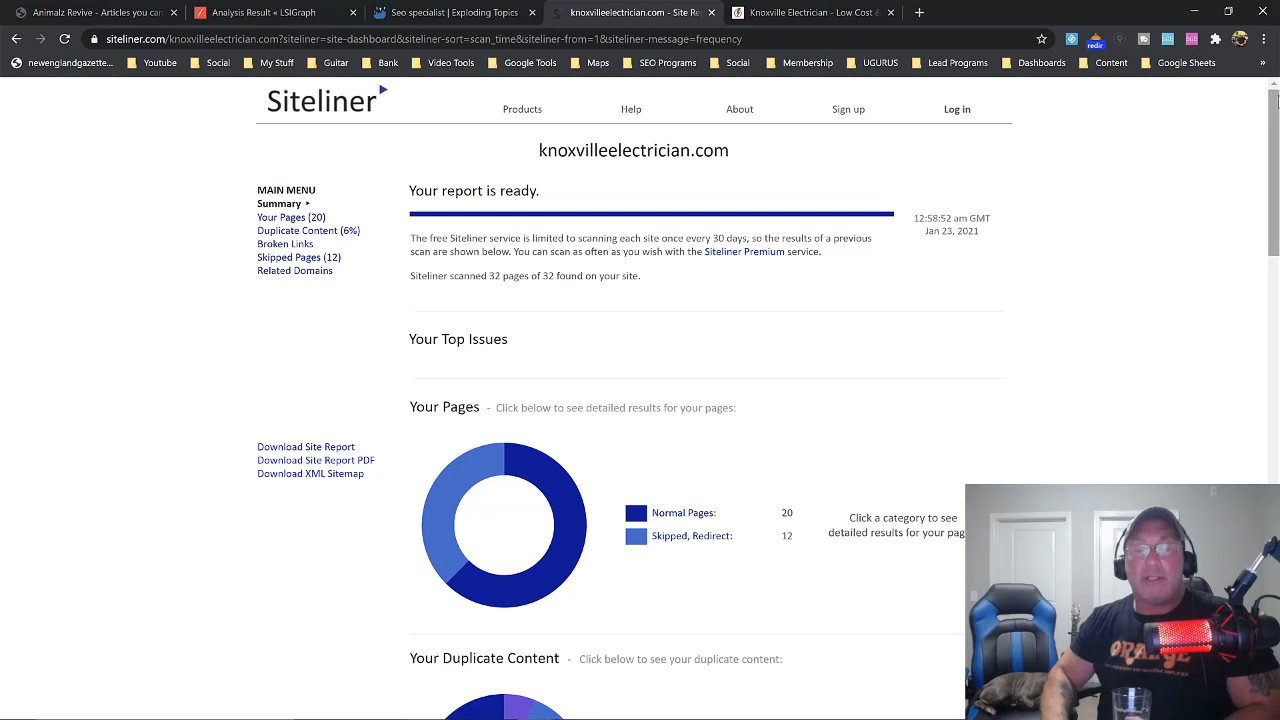 Animalz Revive - Articles you can
Analysis Result « LSIGraph
Seo specialist | Exploding Topics
knoxvilleelectrician.com - Site Re
Knoxville Electrician - Low Cost &
siteliner.com/knoxvilleelectrician.com?siteliner=site-dashboard&siteliner-sort=scan_time&siteliner-from=1&siteliner-message=frequency
redir
newenglandgazette...
Youtube
Social
My Stuff
Guitar
Bank
Video Tools
Google Tools
Maps
SEO Programs
Social
Membership
UGURUS
Lead Programs
Dashboards
Content
Google Sheets
Siteliner
Products
Help
About
Sign up
Log in
knoxvilleelectrician.com
MAIN MENU
Summary
Your Pages (20)
Duplicate Content (6%)
Broken Links
Skipped Pages (12)
Related Domains
Download Site Report
Download Site Report PDF
Download XML Sitemap
Your report is ready.
12:58:52 am GMT
Jan 23, 2021
The free Siteliner service is limited to scanning each site once every 30 days, so the results of a previous
scan are shown below. You can scan as often as you wish with the Siteliner Premium service.
Siteliner scanned 32 pages of 32 found on your site.
Your Top Issues
Your Pages - Click below to see detailed results for your pages:
Normal Pages: 20
Skipped, Redirect: 12
Click a category to see
detailed results for your pag
Your Duplicate Content - Click below to see your duplicate content:
ORANGE